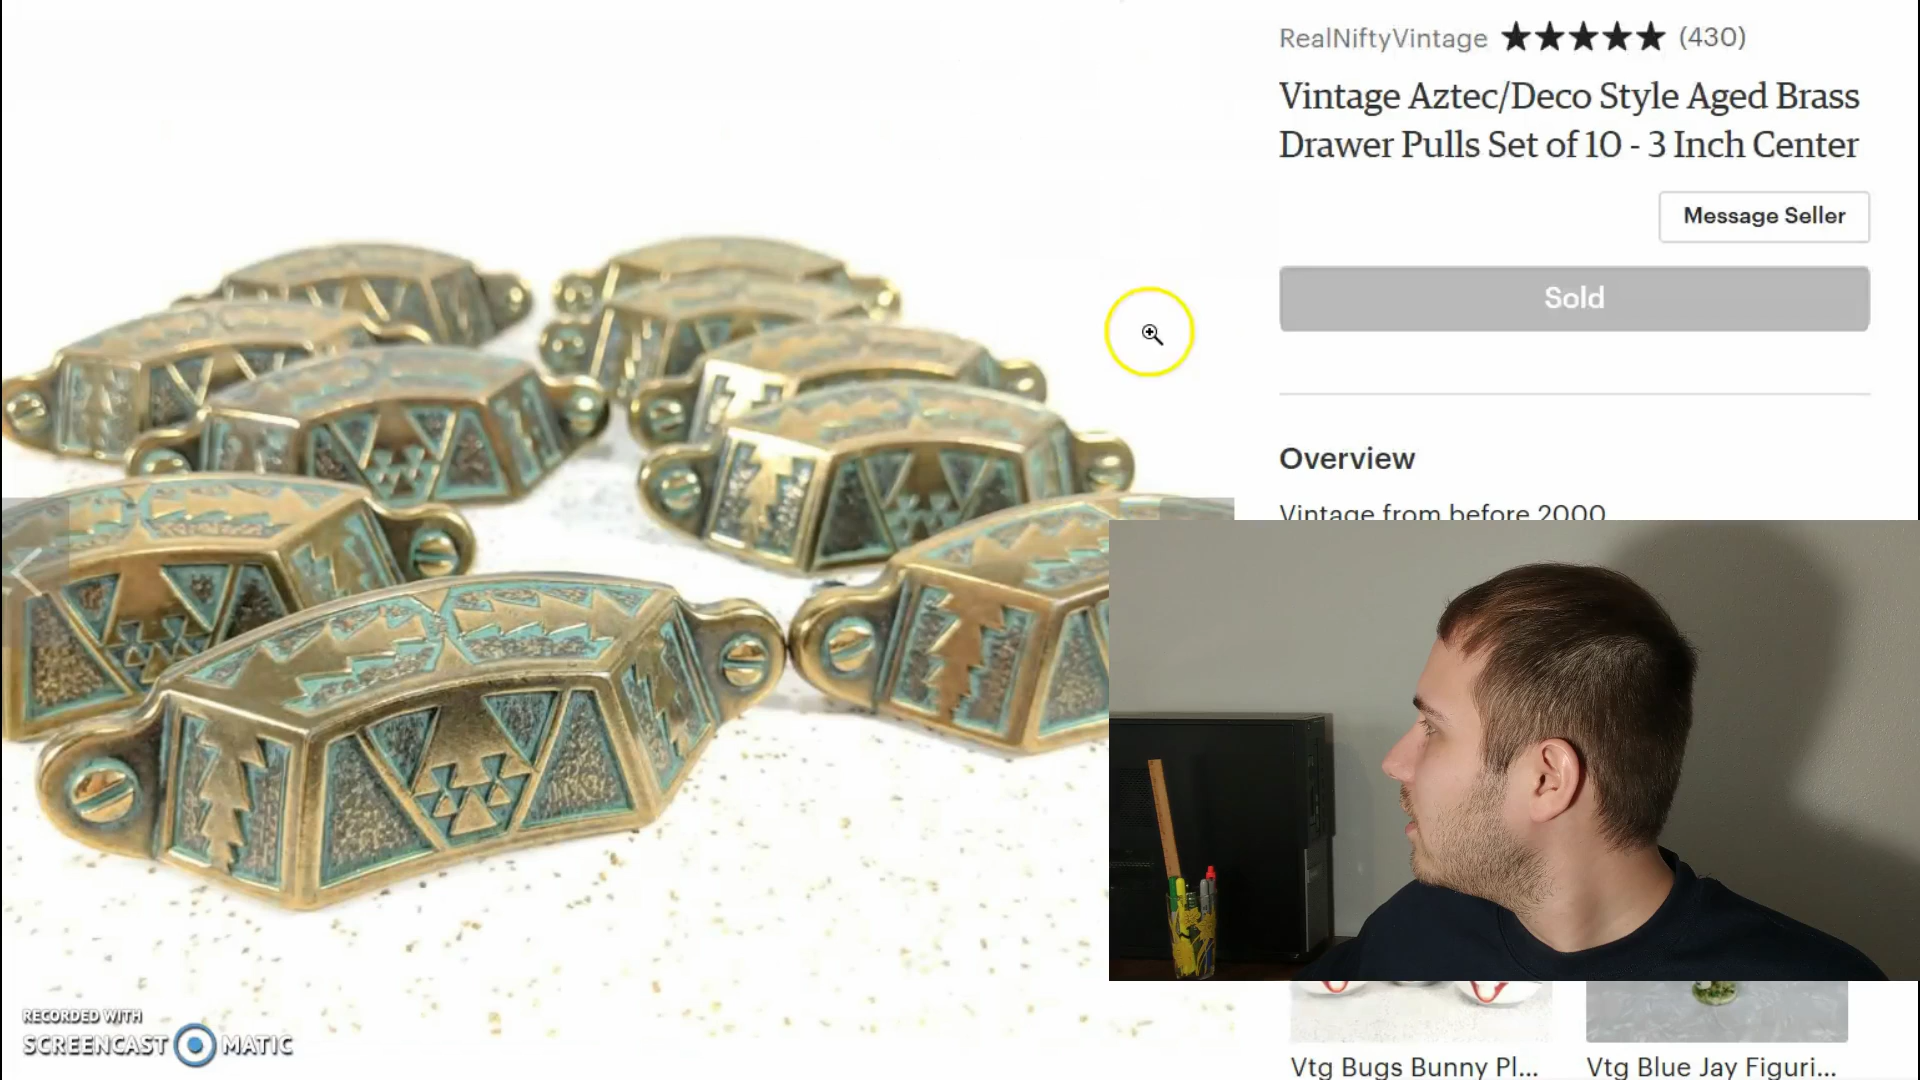 RealNiftyVintage ★★★★★ (430)
Vintage Aztec/Deco Style Aged Brass
Drawer Pulls Set of 10 - 3 Inch Center
Message Seller
Sold
Overview
Vintage from before 2000
RECORDED WITH
SCREENCAST MATIC
Vtg Bugs Bunny Pl...
Vtg Blue Jay Figuri...